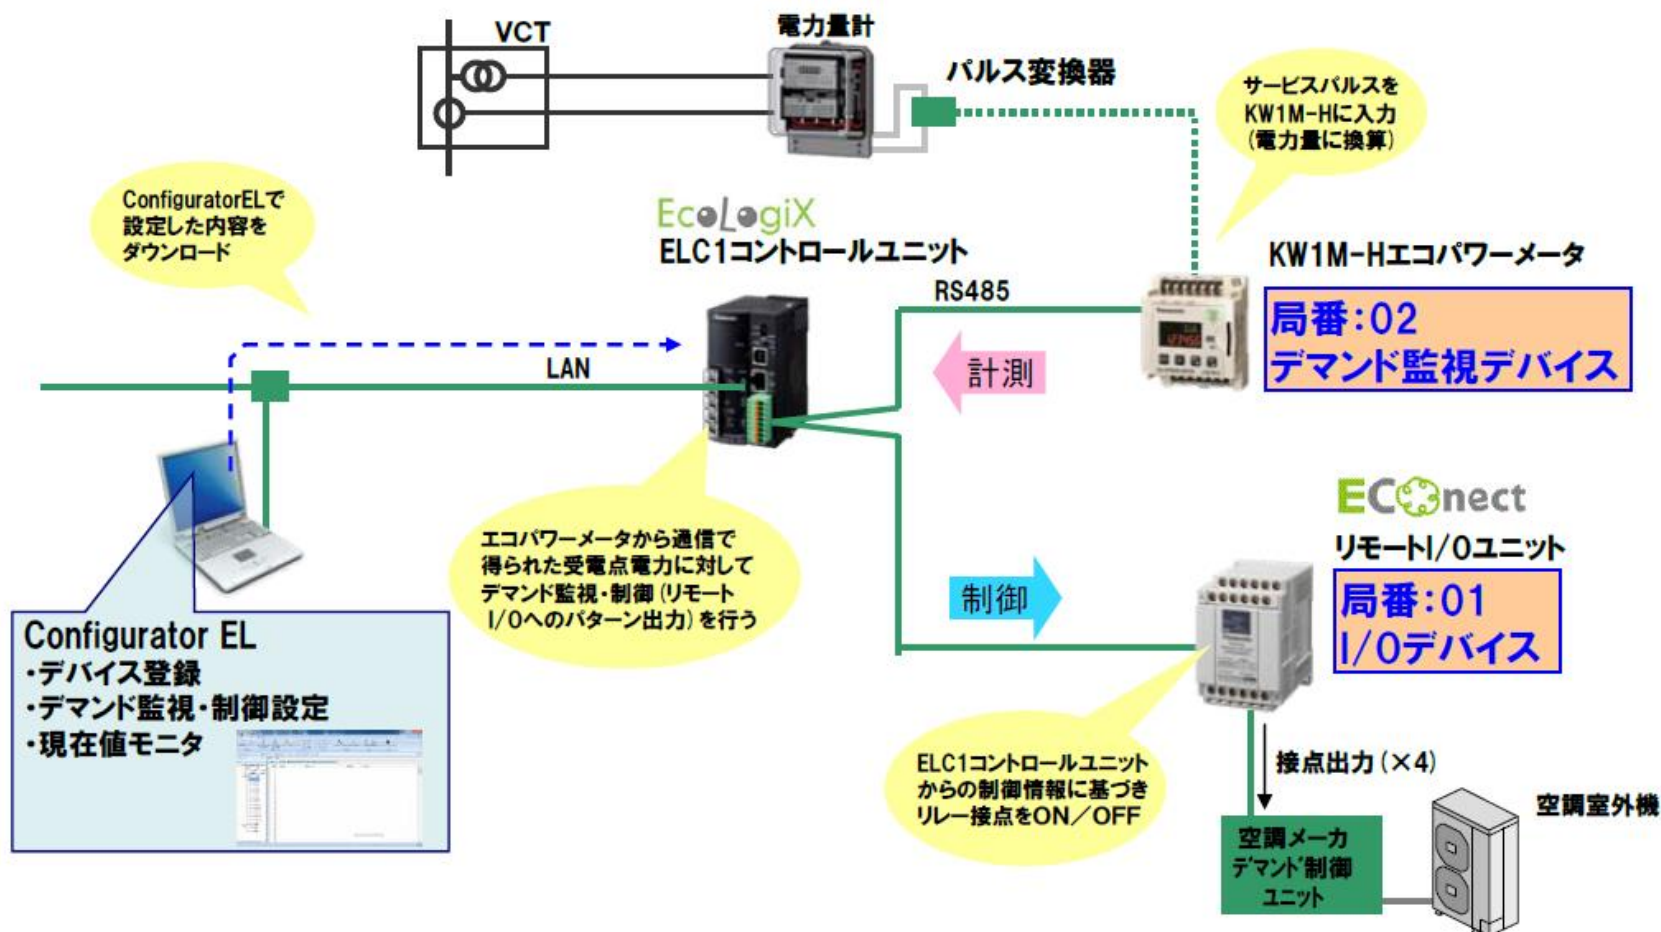 VCT
電力量計
パルス変換器
サービスパルスを
KW1M-Hに入力
(電力量に換算)
ConfiguratorELで
設定した内容を
ダウンロード
EcoLogiX
ELC1コントロールユニット
KW1M-Hエコパワーメータ
RS485
局番:02
デマンド監視デバイス
LAN
計測
ECOnect
リモートI/Oユニット
エコパワーメータから通信で
得られた受電点電力に対して
デマンド監視・制御(リモート
I/Oへのパターン出力)を行う
制御
局番:01
I/Oデバイス
Configurator EL
・デバイス登録
・デマンド監視・制御設定
・現在値モニタ
ELC1コントロールユニット
からの制御情報に基づき
リレー接点をON/OFF
接点出力(×4)
空調室外機
空調メーカ
デマンド制御
ユニット